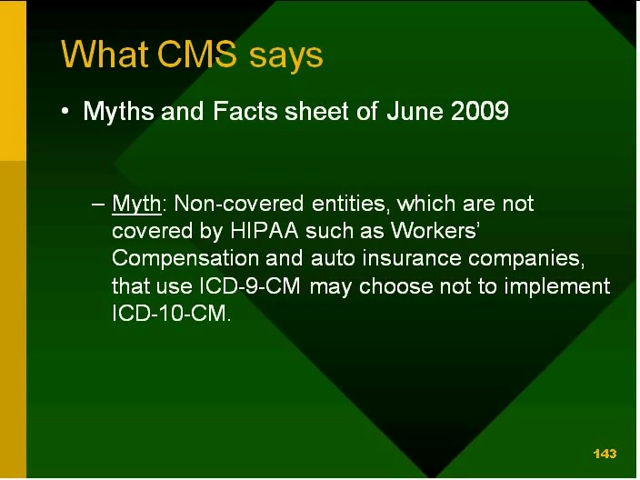 What CMS says
• Myths and Facts sheet of June 2009
– Myth: Non-covered entities, which are not
covered by HIPAA such as Workers’
Compensation and auto insurance companies,
that use ICD-9-CM may choose not to implement
ICD-10-CM.
143